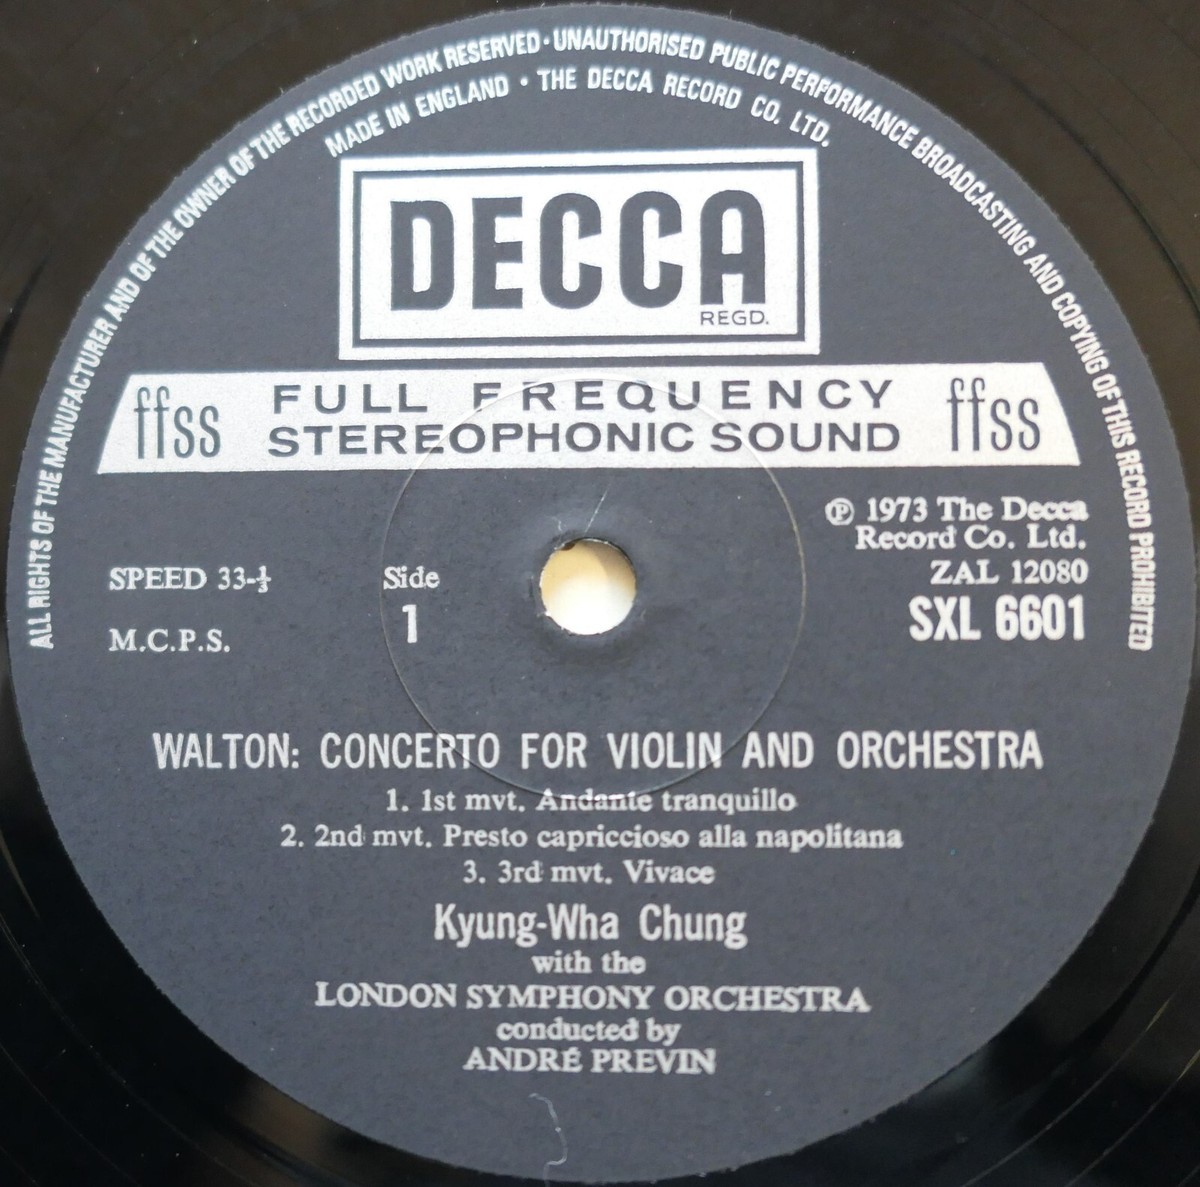 ALL RIGHTS OF THE MANUFACTURER AND OF THE OWNER OF THE RECORDED WORK RESERVED · UNAUTHORISED PUBLIC PERFORMANCE BROADCASTING AND COPYING OF THIS RECORD PROHIBITED
MADE IN ENGLAND · THE DECCA RECORD CO. LTD.
DECCA
REGD.
ffss FULL FREQUENCY ffss
STEREOPHONIC SOUND
℗ 1973 The Decca
Record Co. Ltd.
SPEED 33-⅓
Side
ZAL 12080
M.C.P.S.
1
SXL 6601
WALTON: CONCERTO FOR VIOLIN AND ORCHESTRA
1. 1st mvt. Andante tranquillo
2. 2nd mvt. Presto capriccioso alla napolitana
3. 3rd mvt. Vivace
Kyung-Wha Chung
with the
LONDON SYMPHONY ORCHESTRA
conducted by
ANDRÉ PREVIN